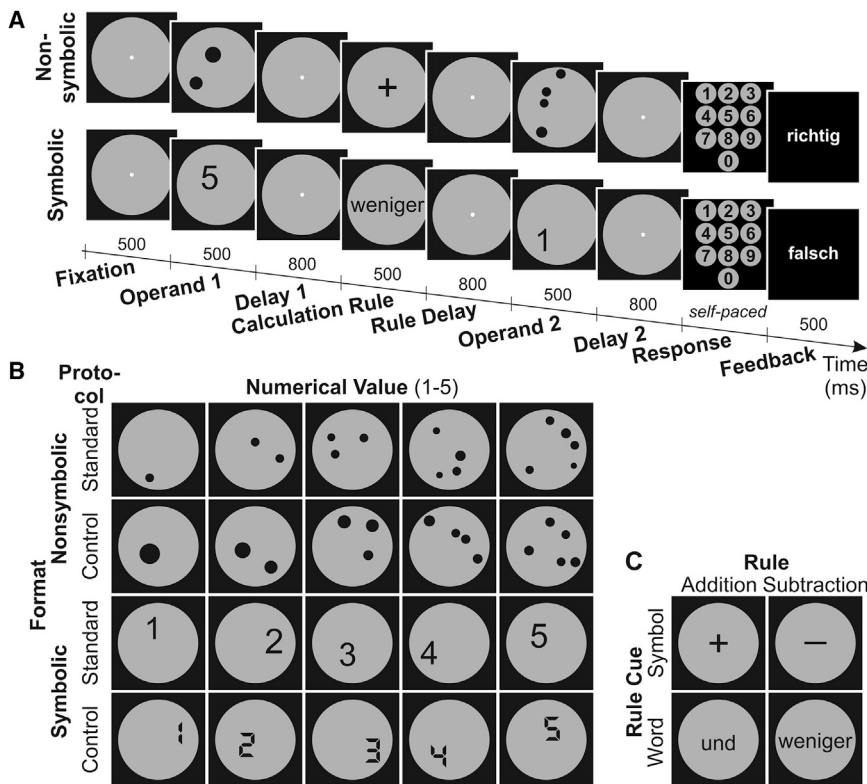 A
Non-
symbolic
+
1 2 3
4 5 6
7 8 9
0
richtig
Symbolic
5
weniger
1
1 2 3
4 5 6
7 8 9
0
falsch
500
500
800
500
800
500
800
self-paced
500
Fixation
Operand 1
Delay 1
Calculation Rule
Rule Delay
Operand 2
Delay 2
Response
Feedback
Time
(ms)
B
Proto-
col
Numerical Value (1-5)
Format
Nonsymbolic
Standard
Control
Symbolic
Standard
1 2 3 4 5
Control
1 2 3 4 5
C
Rule
Addition Subtraction
Rule Cue
Symbol
+ −
Word
und weniger